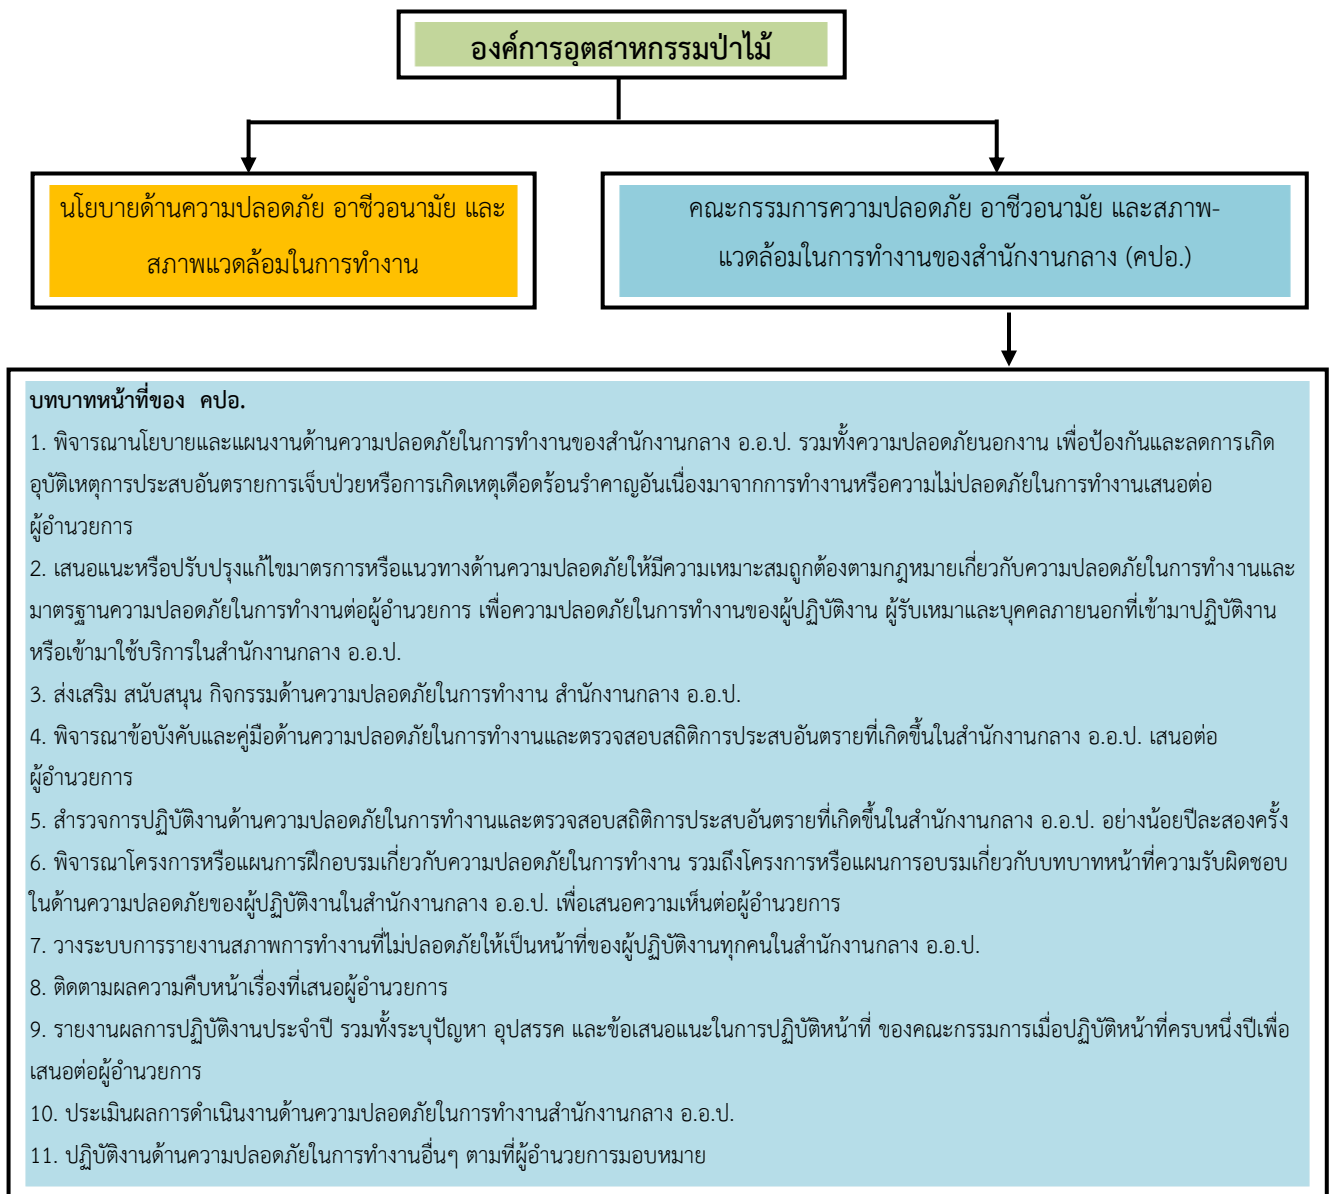 องค์การอุตสาหกรรมป่าไม้
นโยบายด้านความปลอดภัย อาชีวอนามัย และ
สภาพแวดล้อมในการทำงาน
คณะกรรมการความปลอดภัย อาชีวอนามัย และสภาพ-
แวดล้อมในการทำงานของสำนักงานกลาง (คปอ.)
บทบาทหน้าที่ของ คปอ.
1. พิจารณานโยบายและแผนงานด้านความปลอดภัยในการทำงานของสำนักงานกลาง อ.อ.ป. รวมทั้งความปลอดภัยนอกงาน เพื่อป้องกันและลดการเกิด
อุบัติเหตุการประสบอันตรายการเจ็บป่วยหรือการเกิดเหตุเดือดร้อนรำคาญอันเนื่องมาจากการทำงานหรือความไม่ปลอดภัยในการทำงานเสนอต่อ
ผู้อำนวยการ
2. เสนอแนะหรือปรับปรุงแก้ไขมาตรการหรือแนวทางด้านความปลอดภัยให้มีความเหมาะสมถูกต้องตามกฎหมายเกี่ยวกับความปลอดภัยในการทำงานและ
มาตรฐานความปลอดภัยในการทำงานต่อผู้อำนวยการ เพื่อความปลอดภัยในการทำงานของผู้ปฏิบัติงาน ผู้รับเหมาและบุคคลภายนอกที่เข้ามาปฏิบัติงาน
หรือเข้ามาใช้บริการในสำนักงานกลาง อ.อ.ป.
3. ส่งเสริม สนับสนุน กิจกรรมด้านความปลอดภัยในการทำงาน สำนักงานกลาง อ.อ.ป.
4. พิจารณาข้อบังคับและคู่มือด้านความปลอดภัยในการทำงานและตรวจสอบสถิติการประสบอันตรายที่เกิดขึ้นในสำนักงานกลาง อ.อ.ป. เสนอต่อ
ผู้อำนวยการ
5. สำรวจการปฏิบัติงานด้านความปลอดภัยในการทำงานและตรวจสอบสถิติการประสบอันตรายที่เกิดขึ้นในสำนักงานกลาง อ.อ.ป. อย่างน้อยปีละสองครั้ง
6. พิจารณาโครงการหรือแผนการฝึกอบรมเกี่ยวกับความปลอดภัยในการทำงาน รวมถึงโครงการหรือแผนการอบรมเกี่ยวกับบทบาทหน้าที่ความรับผิดชอบ
ในด้านความปลอดภัยของผู้ปฏิบัติงานในสำนักงานกลาง อ.อ.ป. เพื่อเสนอความเห็นต่อผู้อำนวยการ
7. วางระบบการรายงานสภาพการทำงานที่ไม่ปลอดภัยให้เป็นหน้าที่ของผู้ปฏิบัติงานทุกคนในสำนักงานกลาง อ.อ.ป.
8. ติดตามผลความคืบหน้าเรื่องที่เสนอผู้อำนวยการ
9. รายงานผลการปฏิบัติงานประจำปี รวมทั้งระบุปัญหา อุปสรรค และข้อเสนอแนะในการปฏิบัติหน้าที่ ของคณะกรรมการเมื่อปฏิบัติหน้าที่ครบหนึ่งปีเพื่อ
เสนอต่อผู้อำนวยการ
10. ประเมินผลการดำเนินงานด้านความปลอดภัยในการทำงานสำนักงานกลาง อ.อ.ป.
11. ปฏิบัติงานด้านความปลอดภัยในการทำงานอื่นๆ ตามที่ผู้อำนวยการมอบหมาย